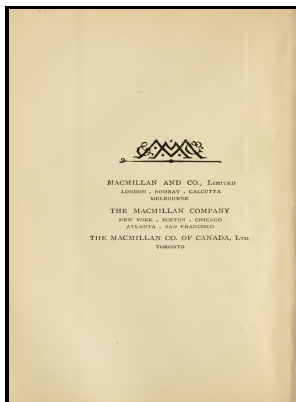 MACMILLAN AND CO., LIMITED
LONDON . BOMBAY . CALCUTTA
MELBOURNE
THE MACMILLAN COMPANY
NEW YORK . BOSTON . CHICAGO
ATLANTA . SAN FRANCISCO
THE MACMILLAN CO. OF CANADA, LTD.
TORONTO